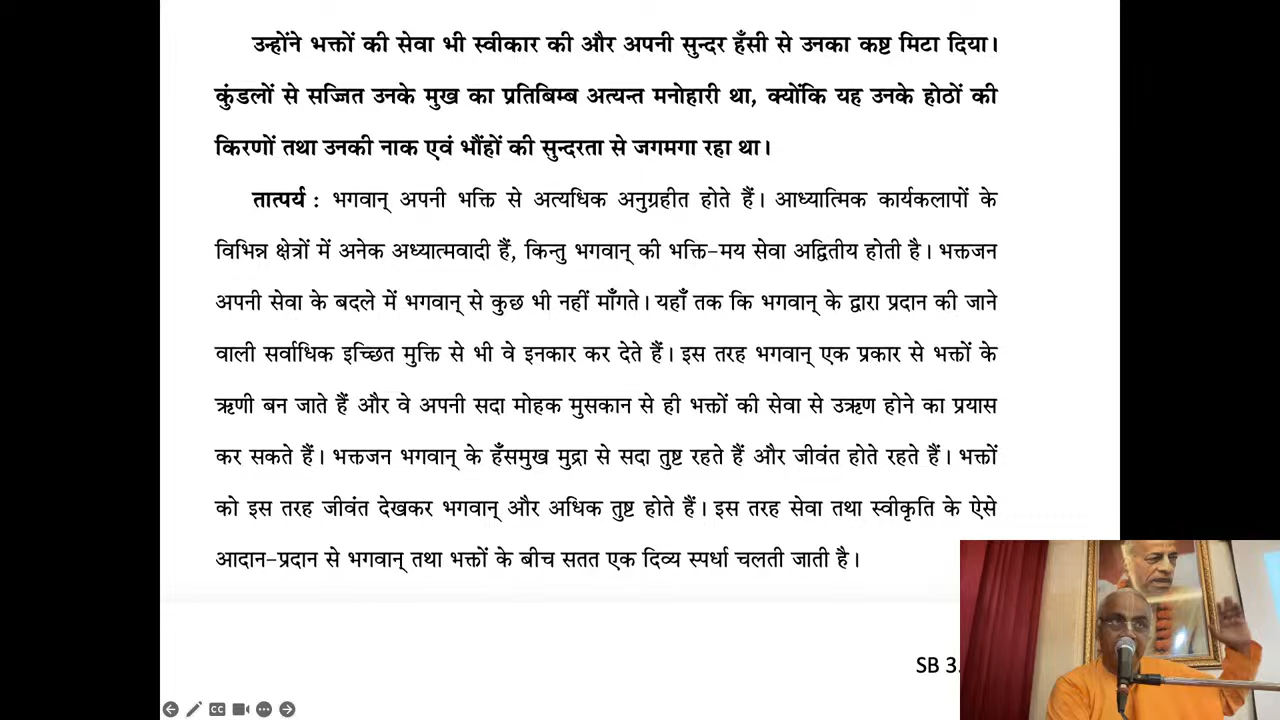 उन्होंने भक्तों की सेवा भी स्वीकार की और अपनी सुन्दर हँसी से उनका कष्ट मिटा दिया।
कुंडलों से सज्जित उनके मुख का प्रतिबिम्ब अत्यन्त मनोहारी था, क्योंकि यह उनके होठों की
किरणों तथा उनकी नाक एवं भौंहों की सुन्दरता से जगमगा रहा था।
तात्पर्य : भगवान् अपनी भक्ति से अत्यधिक अनुग्रहीत होते हैं। आध्यात्मिक कार्यकलापों के
विभिन्न क्षेत्रों में अनेक अध्यात्मवादी हैं, किन्तु भगवान् की भक्ति-मय सेवा अद्वितीय होती है। भक्तजन
अपनी सेवा के बदले में भगवान् से कुछ भी नहीं माँगते। यहाँ तक कि भगवान् के द्वारा प्रदान की जाने
वाली सर्वाधिक इच्छित मुक्ति से भी वे इनकार कर देते हैं। इस तरह भगवान् एक प्रकार से भक्तों के
ऋणी बन जाते हैं और वे अपनी सदा मोहक मुसकान से ही भक्तों की सेवा से उऋण होने का प्रयास
कर सकते हैं। भक्तजन भगवान् के हँसमुख मुद्रा से सदा तुष्ट रहते हैं और जीवंत होते रहते हैं। भक्तों
को इस तरह जीवंत देखकर भगवान् और अधिक तुष्ट होते हैं। इस तरह सेवा तथा स्वीकृति के ऐसे
आदान-प्रदान से भगवान् तथा भक्तों के बीच सतत एक दिव्य स्पर्धा चलती जाती है।
SB 3.
CC